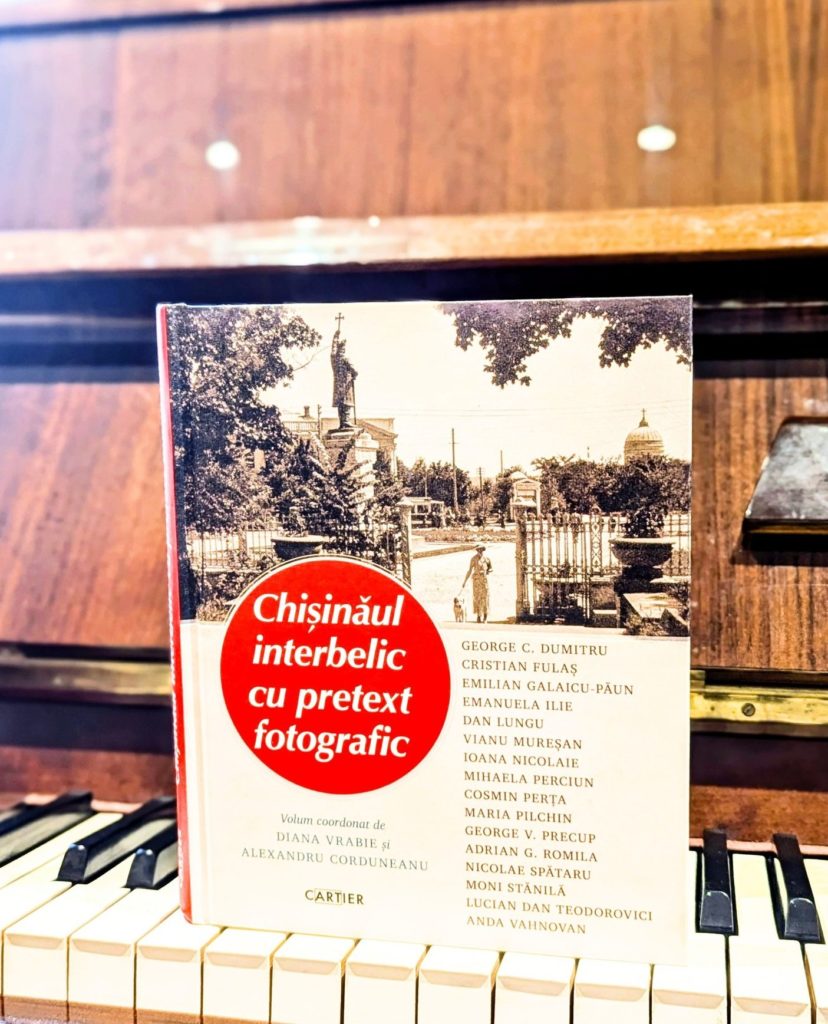 Chișinăul
interbelic
cu pretext
fotografic
Volum coordonat de
DIANA VRABIE și
ALEXANDRU CORDUNEANU
CARTIER
GEORGE C. DUMITRU
CRISTIAN FULAȘ
EMILIAN GALAICU-PĂUN
EMANUELA ILIE
DAN LUNGU
VIANU MUREȘAN
IOANA NICOLAIE
MIHAELA PERCIUN
COSMIN PERȚA
MARIA PILCHIN
GEORGE V. PRECUP
ADRIAN G. ROMILA
NICOLAE SPĂTARU
MONI STĂNILĂ
LUCIAN DAN TEODOROVICI
ANDA VAHNOVAN